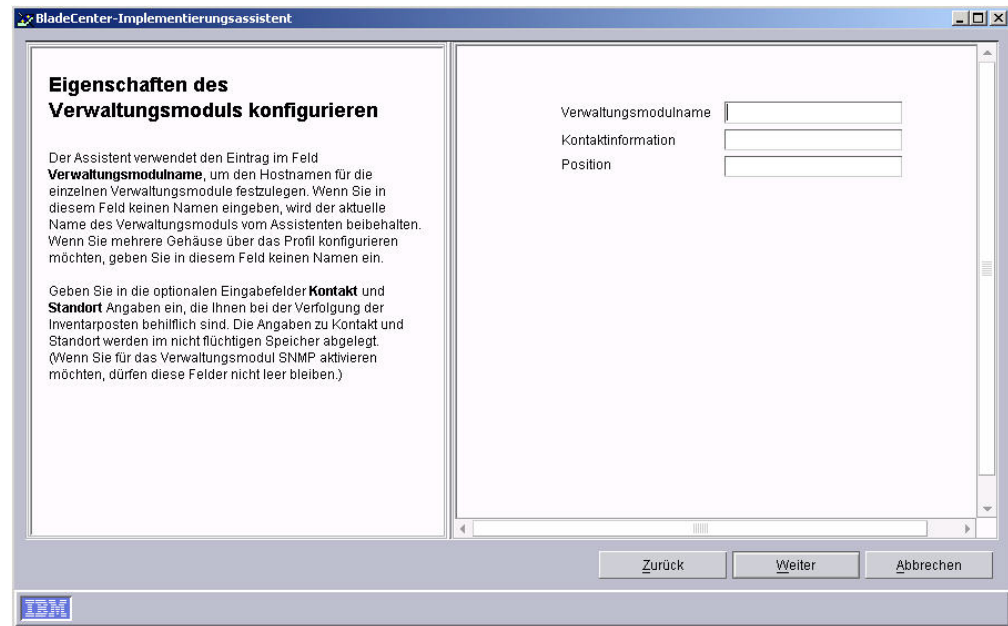 BladeCenter-Implementierungsassistent
Eigenschaften des
Verwaltungsmoduls konfigurieren
Der Assistent verwendet den Eintrag im Feld
Verwaltungsmodulname, um den Hostnamen für die
einzelnen Verwaltungsmodule festzulegen. Wenn Sie in
diesem Feld keinen Namen eingeben, wird der aktuelle
Name des Verwaltungsmoduls vom Assistenten beibehalten.
Wenn Sie mehrere Gehäuse über das Profil konfigurieren
möchten, geben Sie in diesem Feld keinen Namen ein.
Geben Sie in die optionalen Eingabefelder Kontakt und
Standort Angaben ein, die Ihnen bei der Verfolgung der
Inventarposten behilflich sind. Die Angaben zu Kontakt und
Standort werden im nicht flüchtigen Speicher abgelegt.
(Wenn Sie für das Verwaltungsmodul SNMP aktivieren
möchten, dürfen diese Felder nicht leer bleiben.)
Verwaltungsmodulname
Kontaktinformation
Position
Zurück
Weiter
Abbrechen
IBM